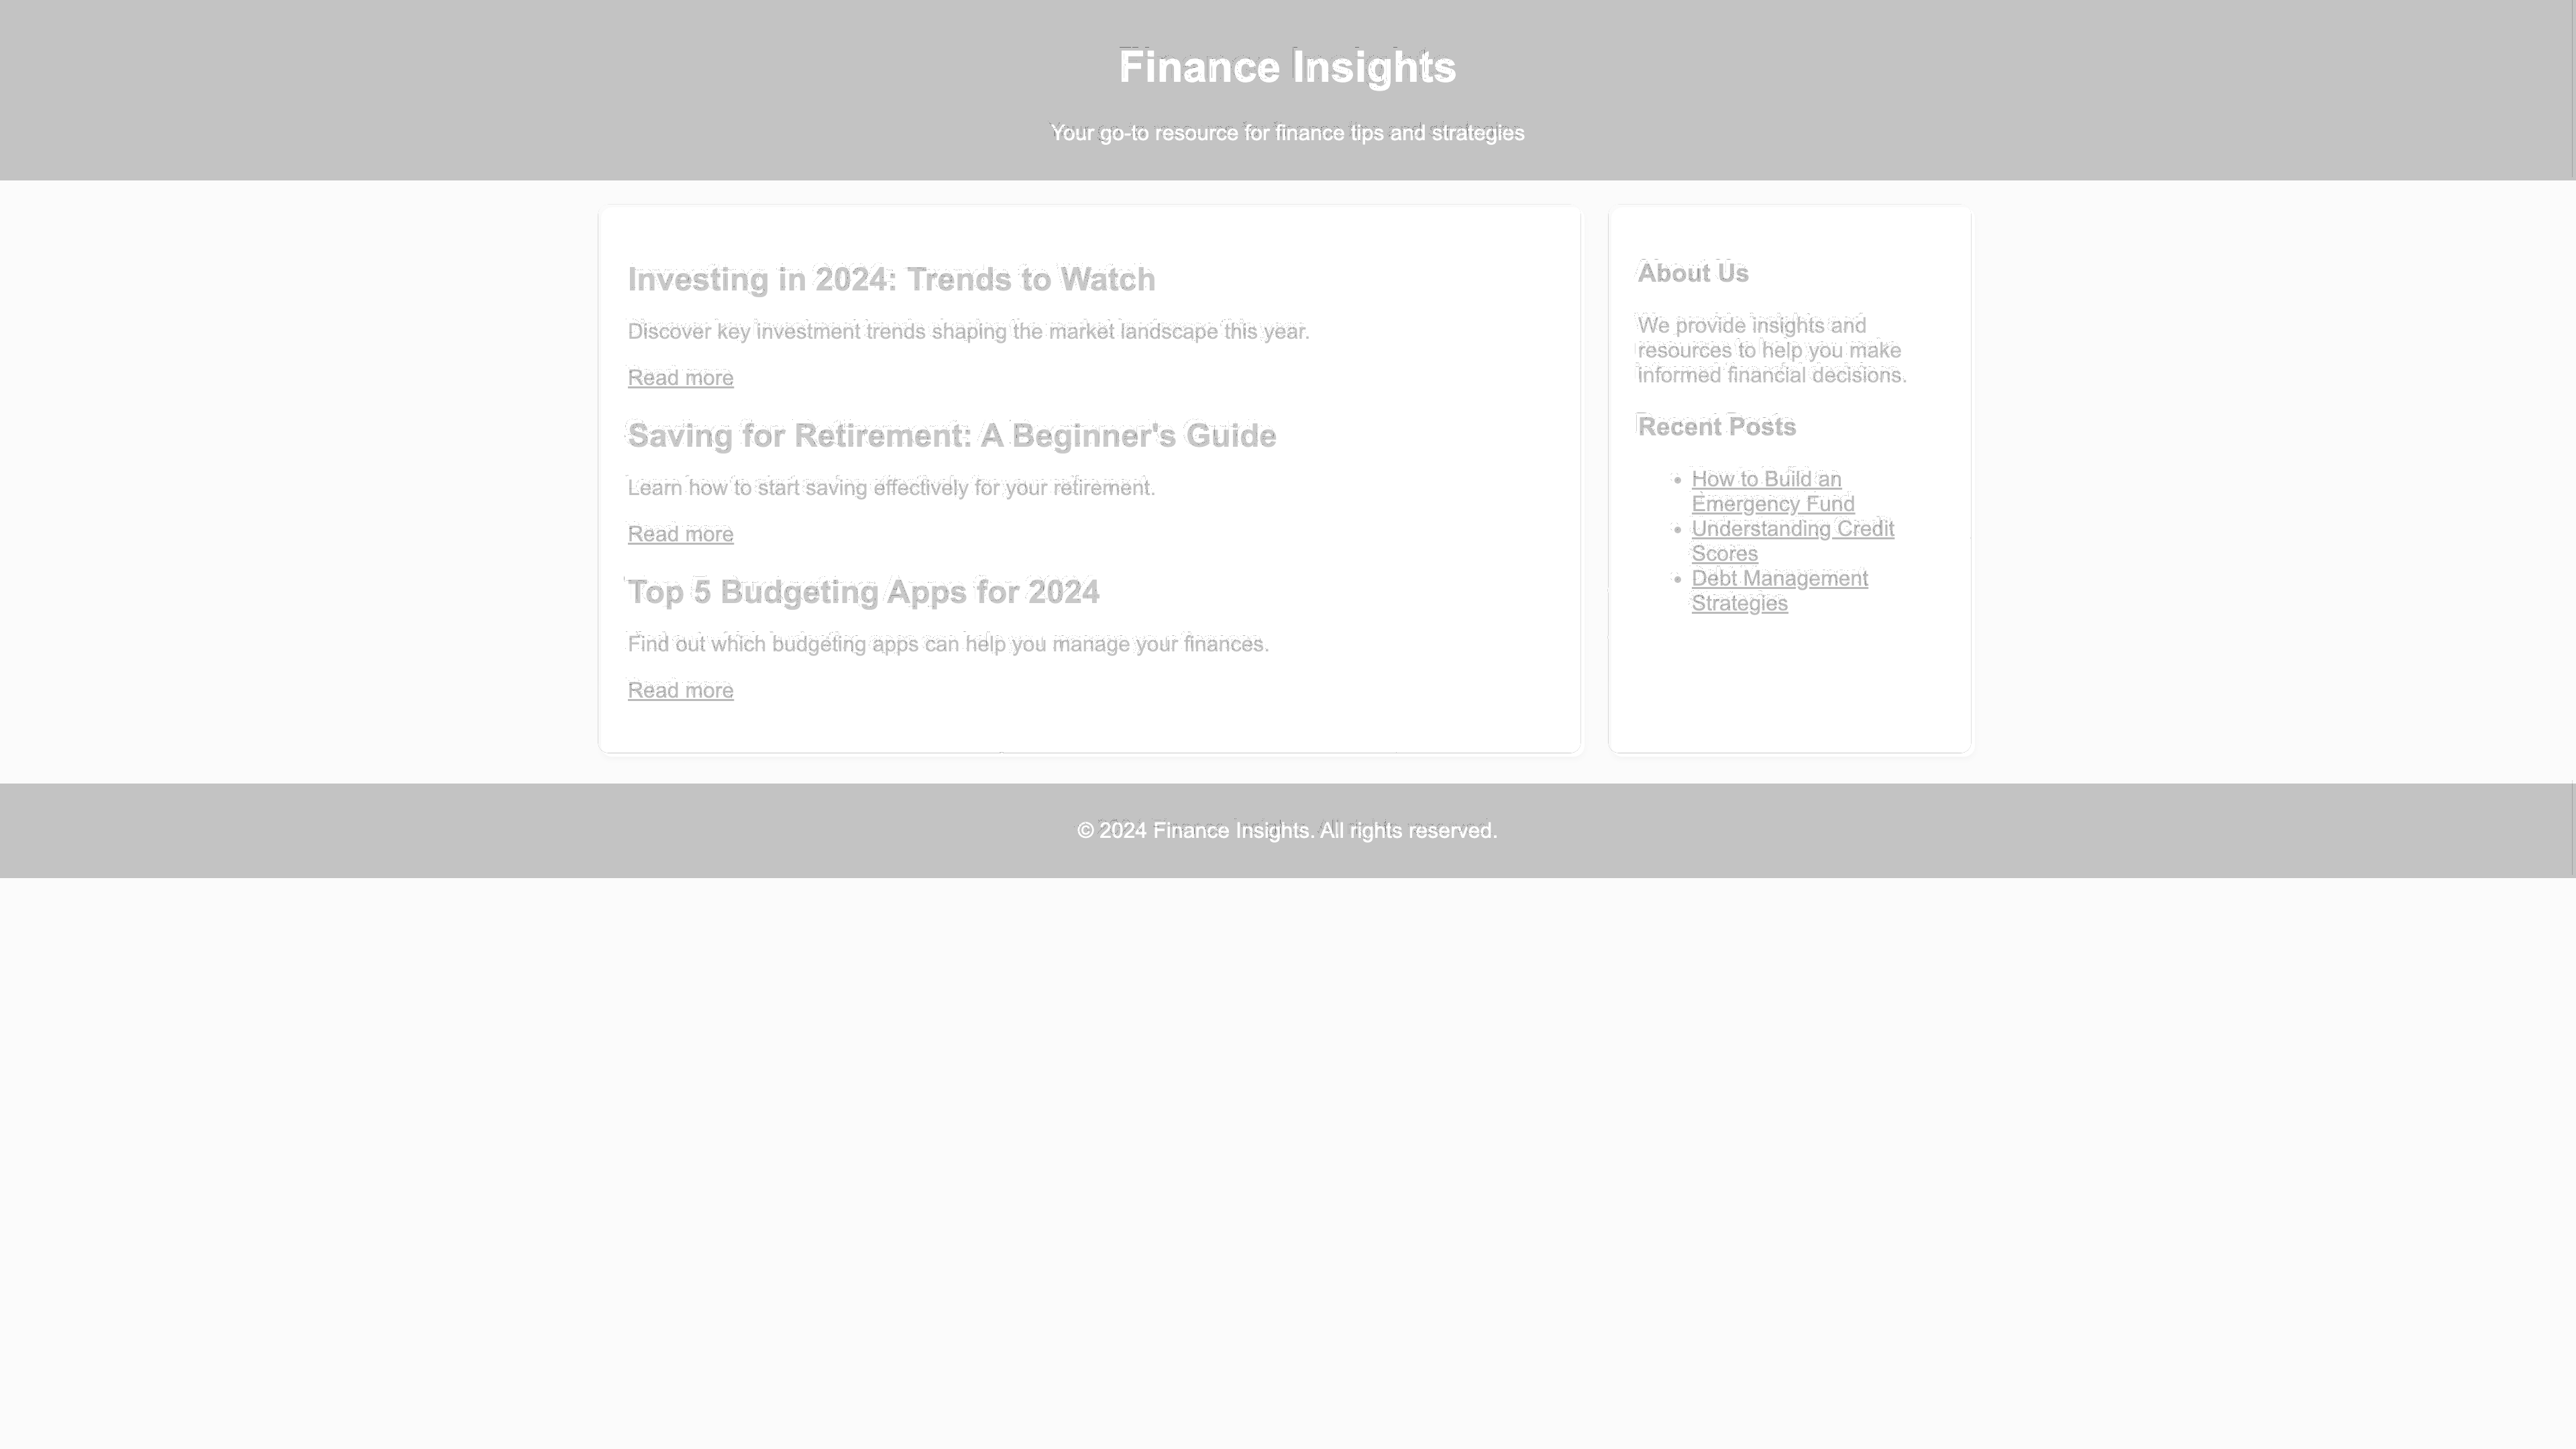 Finance Insights
Your go-to resource for finance tips and strategies
Investing in 2024: Trends to Watch
Discover key investment trends shaping the market landscape this year.
Read more
Saving for Retirement: A Beginner's Guide
Learn how to start saving effectively for your retirement.
Read more
Top 5 Budgeting Apps for 2024
Find out which budgeting apps can help you manage your finances.
Read more
About Us
We provide insights and
resources to help you make
informed financial decisions.
Recent Posts
How to Build an
Emergency Fund
Understanding Credit
Scores
Debt Management
Strategies
© 2024 Finance Insights. All rights reserved.